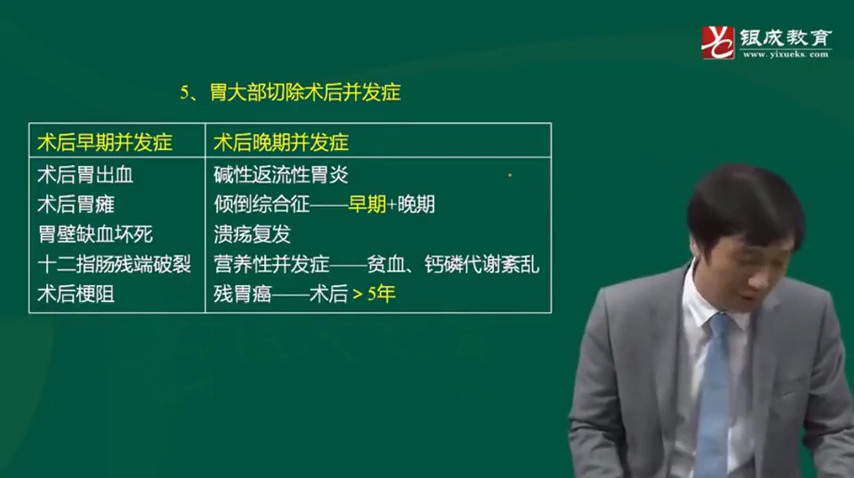 银成教育
www.yixueks.com
5、胃大部切除术后并发症
术后早期并发症 术后晚期并发症
术后胃出血 碱性返流性胃炎
术后胃瘫 倾倒综合征——早期+晚期
胃壁缺血坏死 溃疡复发
十二指肠残端破裂 营养性并发症——贫血、钙磷代谢紊乱
术后梗阻 残胃癌——术后＞5年